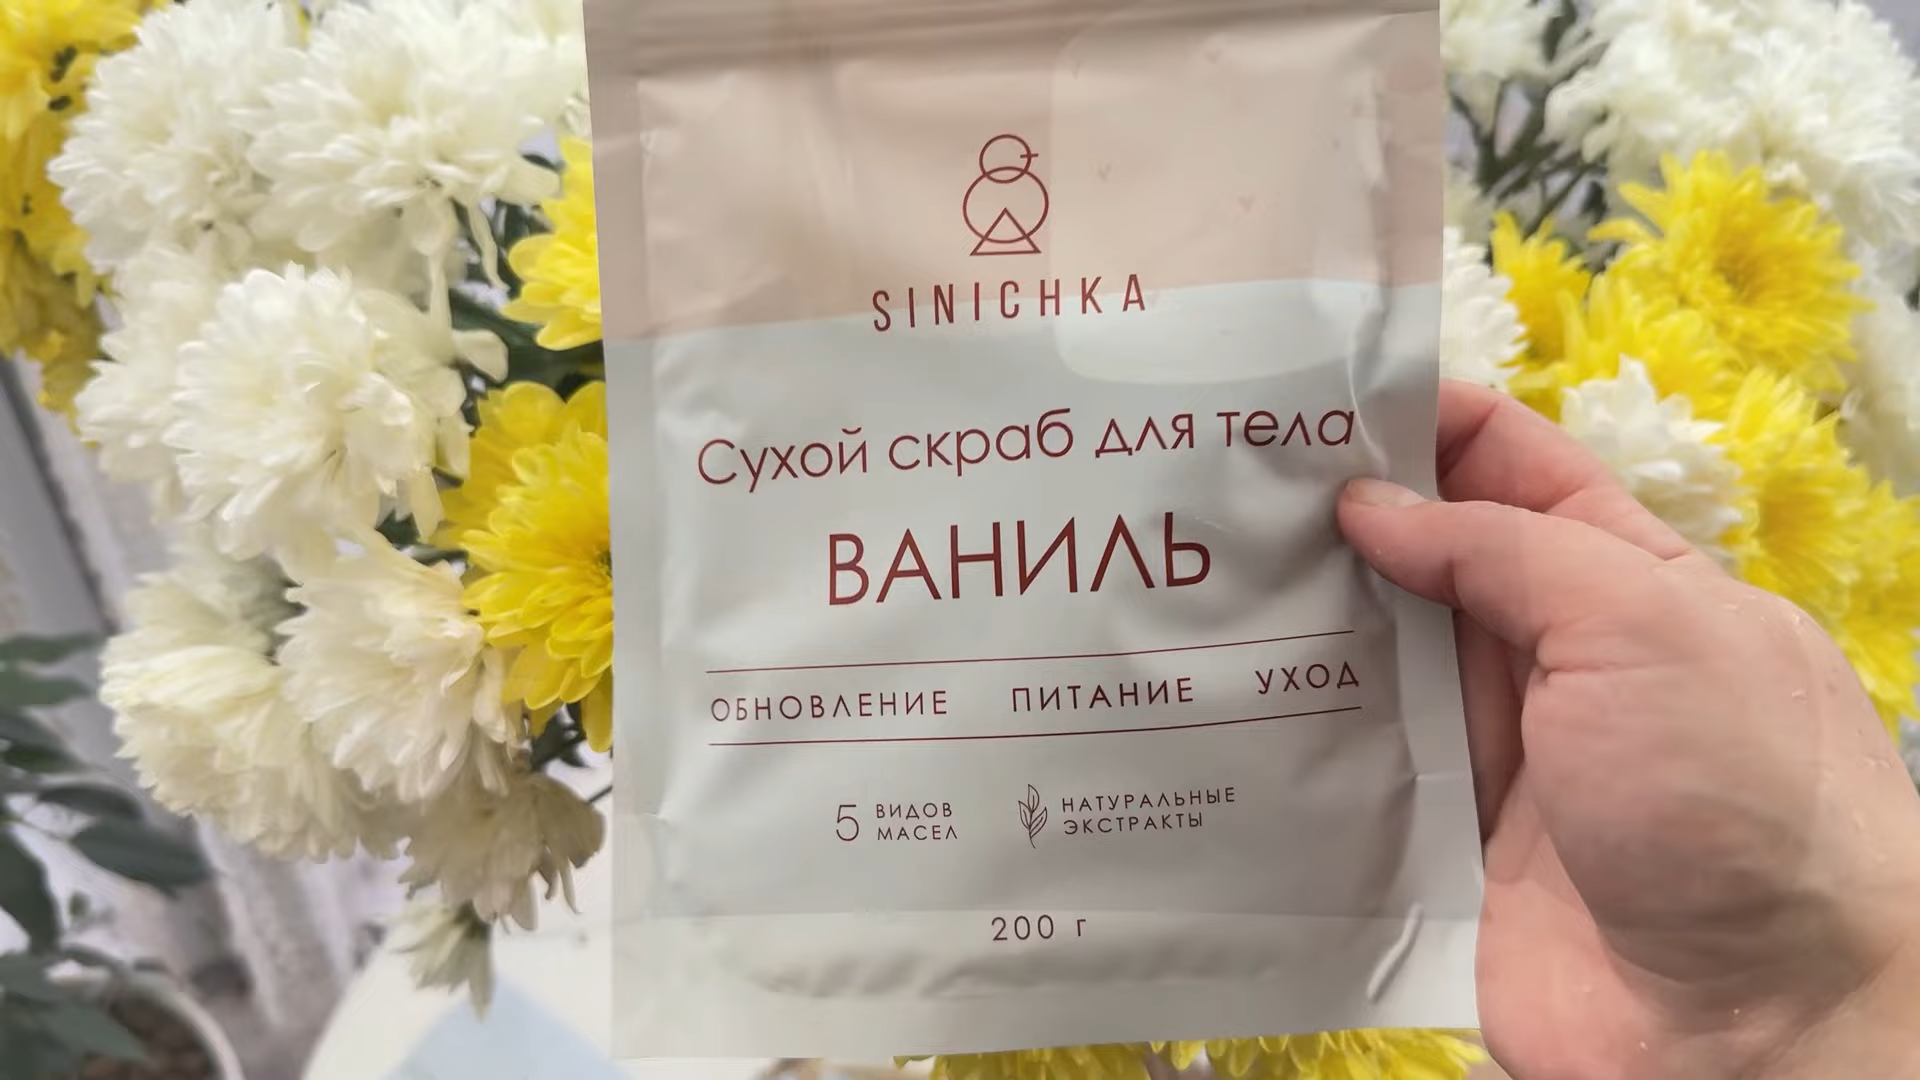 SINICHKA
Сухой скраб для тела
ВАНИЛЬ
ОБНОВЛЕНИЕ ПИТАНИЕ УХОД
5 ВИДОВ МАСЕЛ
НАТУРАЛЬНЫЕ ЭКСТРАКТЫ
200 г